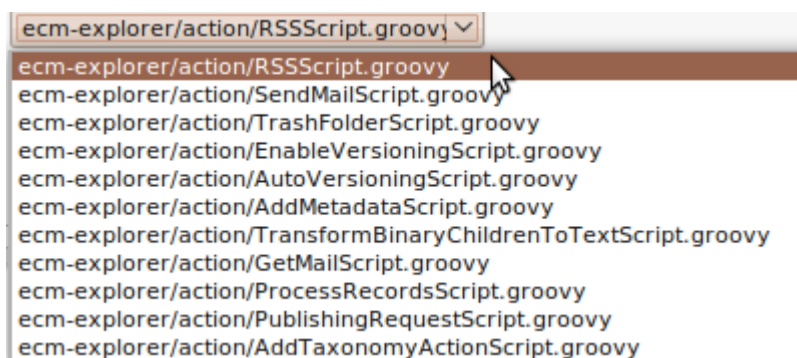 ecm-explorer/action/RSSScript.groovy
ecm-explorer/action/RSSScript.groovy
ecm-explorer/action/SendMailScript.groovy
ecm-explorer/action/TrashFolderScript.groovy
ecm-explorer/action/EnableVersioningScript.groovy
ecm-explorer/action/AutoVersioningScript.groovy
ecm-explorer/action/AddMetadataScript.groovy
ecm-explorer/action/TransformBinaryChildrenToTextScript.groovy
ecm-explorer/action/GetMailScript.groovy
ecm-explorer/action/ProcessRecordsScript.groovy
ecm-explorer/action/PublishingRequestScript.groovy
ecm-explorer/action/AddTaxonomyActionScript.groovy